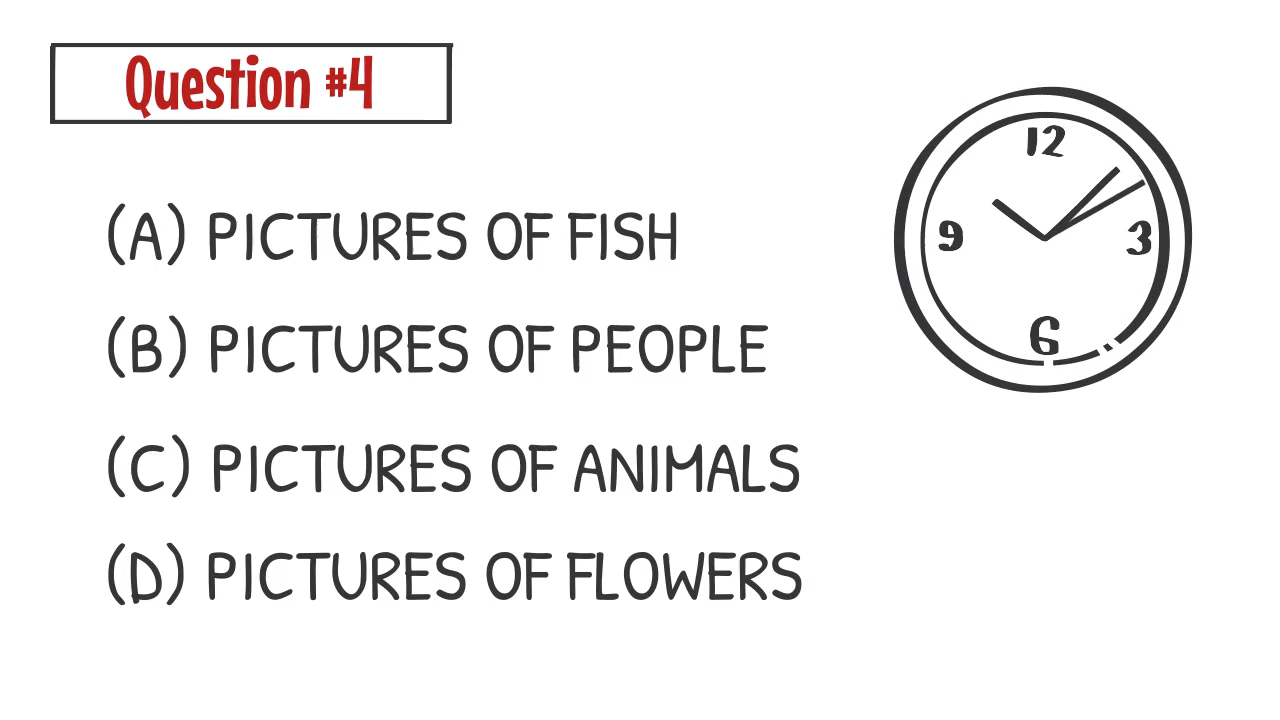 Question #4
(A) PICTURES OF FISH
(B) PICTURES OF PEOPLE
(C) PICTURES OF ANIMALS
(D) PICTURES OF FLOWERS
12
9
3
6